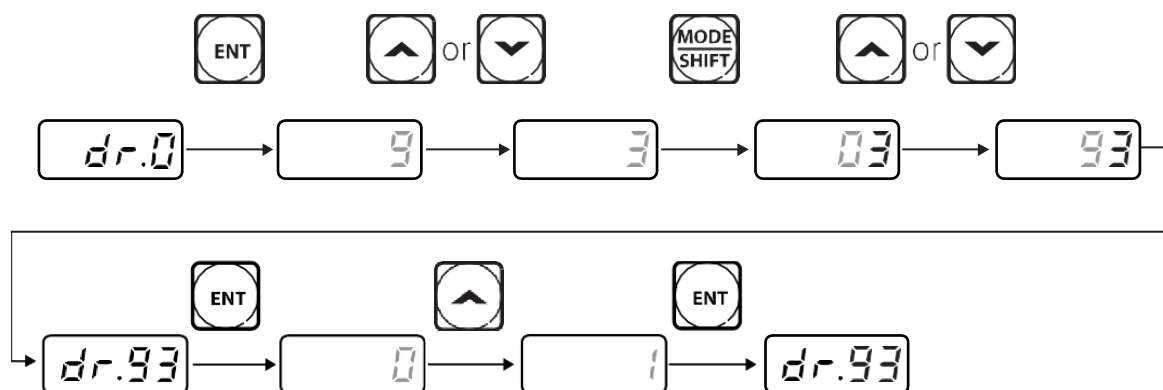 ENT or MODE SHIFT or
dr.0 9 3 03 93
ENT ENT
dr.93 0 1 dr.93